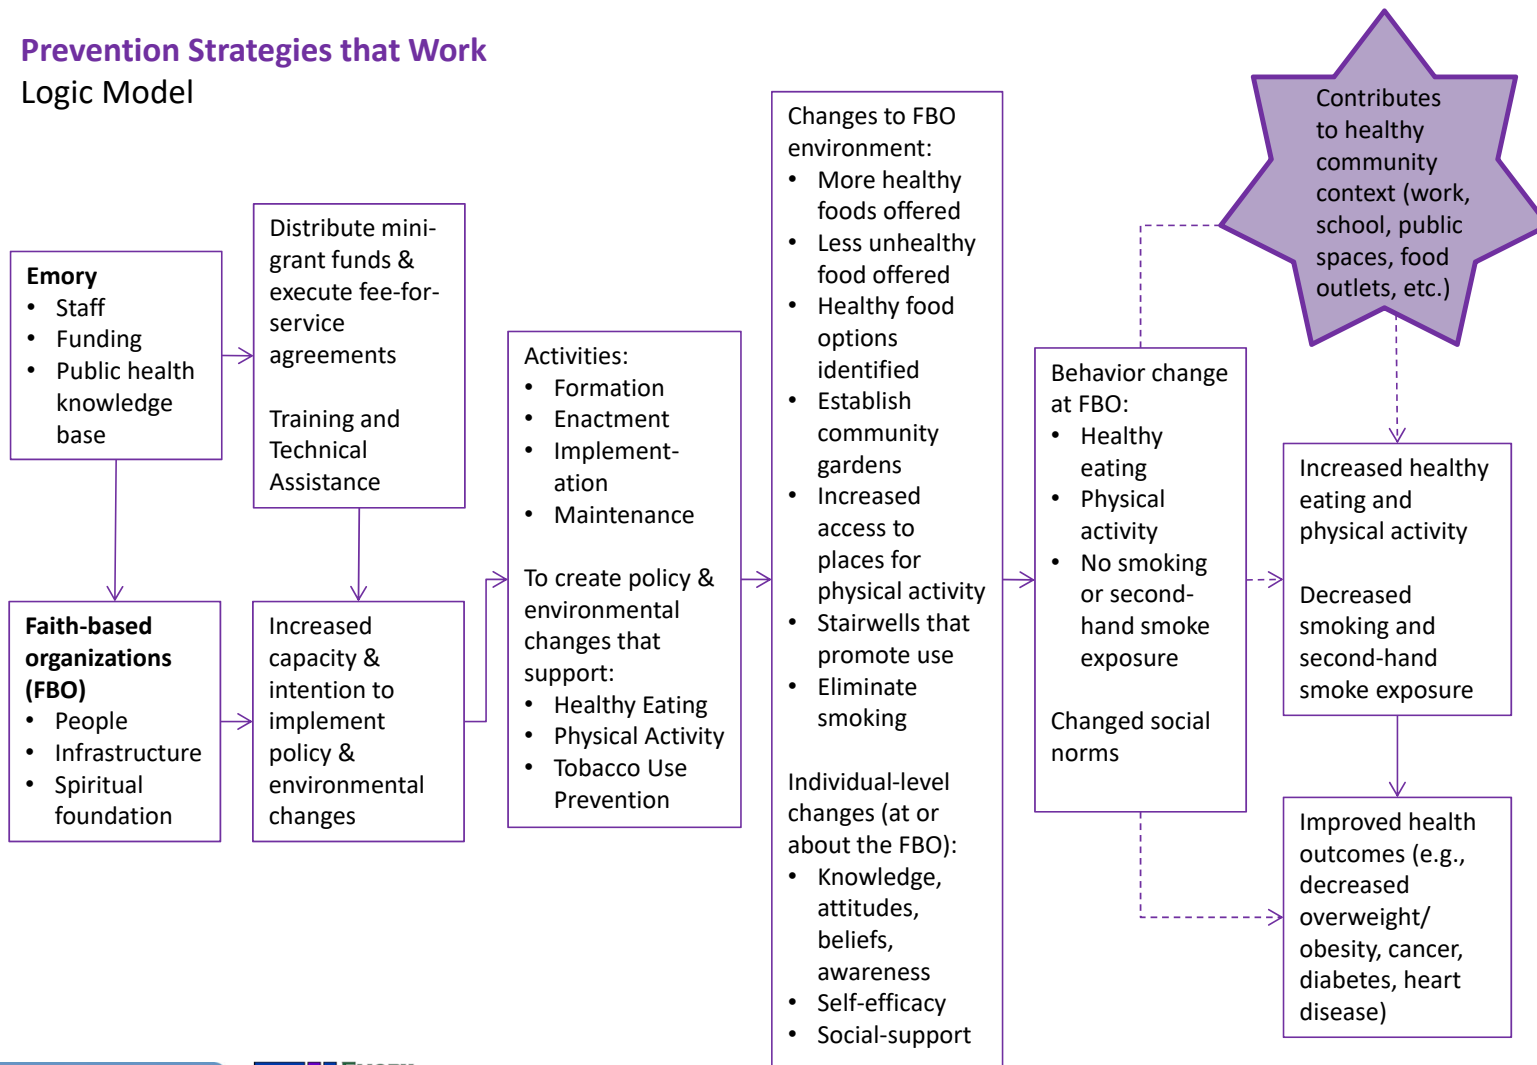 Prevention Strategies that Work
Logic Model
Emory
• Staff
• Funding
• Public health
knowledge
base
Faith-based
organizations
(FBO)
• People
• Infrastructure
• Spiritual
foundation
Distribute mini-
grant funds &
execute fee-for-
service
agreements
Training and
Technical
Assistance
Increased
capacity &
intention to
implement
policy &
environmental
changes
Activities:
• Formation
• Enactment
• Implement-
ation
• Maintenance
To create policy &
environmental
changes that
support:
• Healthy Eating
• Physical Activity
• Tobacco Use
Prevention
Changes to FBO
environment:
• More healthy
foods offered
• Less unhealthy
food offered
• Healthy food
options
identified
• Establish
community
gardens
• Increased
access to
places for
physical activity
• Stairwells that
promote use
• Eliminate
smoking
Individual-level
changes (at or
about the FBO):
• Knowledge,
attitudes,
beliefs,
awareness
• Self-efficacy
• Social-support
Behavior change
at FBO:
• Healthy
eating
• Physical
activity
• No smoking
or second-
hand smoke
exposure
Changed social
norms
Contributes
to healthy
community
context (work,
school, public
spaces, food
outlets, etc.)
Increased healthy
eating and
physical activity
Decreased
smoking and
second-hand
smoke exposure
Improved health
outcomes (e.g.,
decreased
overweight/
obesity, cancer,
diabetes, heart
disease)